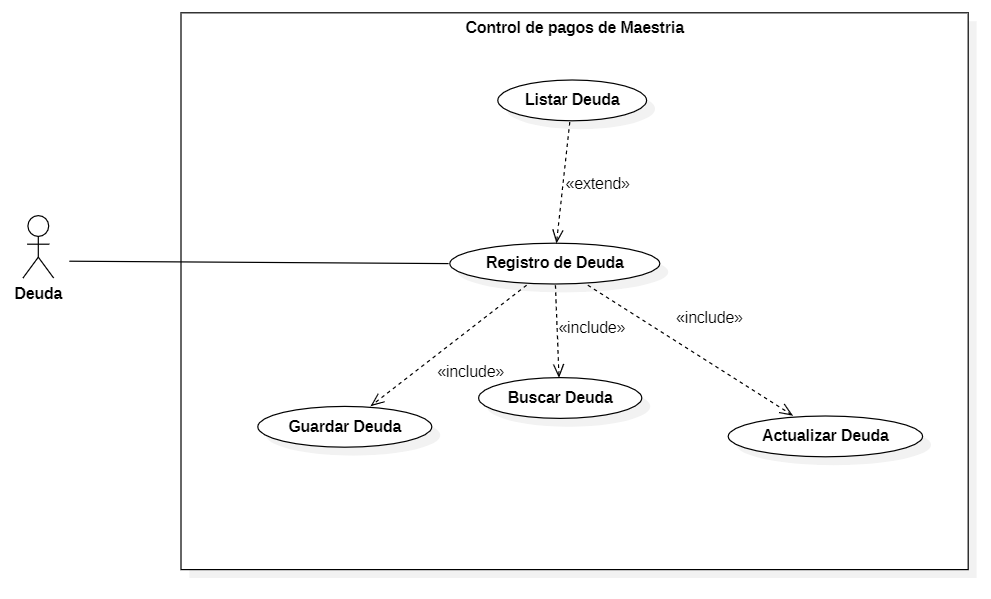 Control de pagos de Maestria
Listar Deuda
«extend»
Registro de Deuda
Deuda
«include»
«include»
«include»
Guardar Deuda
Buscar Deuda
Actualizar Deuda